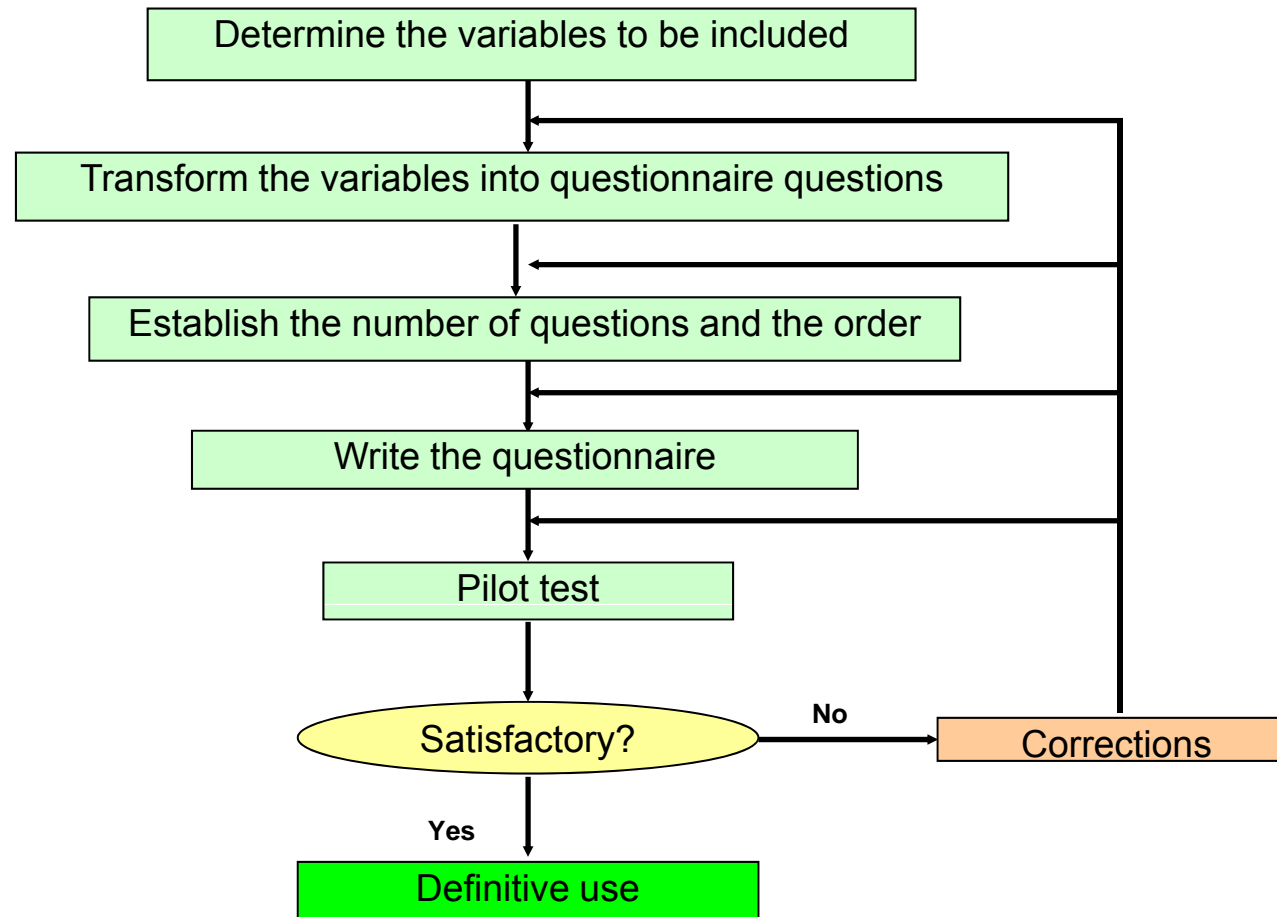 Determine the variables to be included
Transform the variables into questionnaire questions
Establish the number of questions and the order
Write the questionnaire
Pilot test
Satisfactory?
No
Corrections
Yes
Definitive use